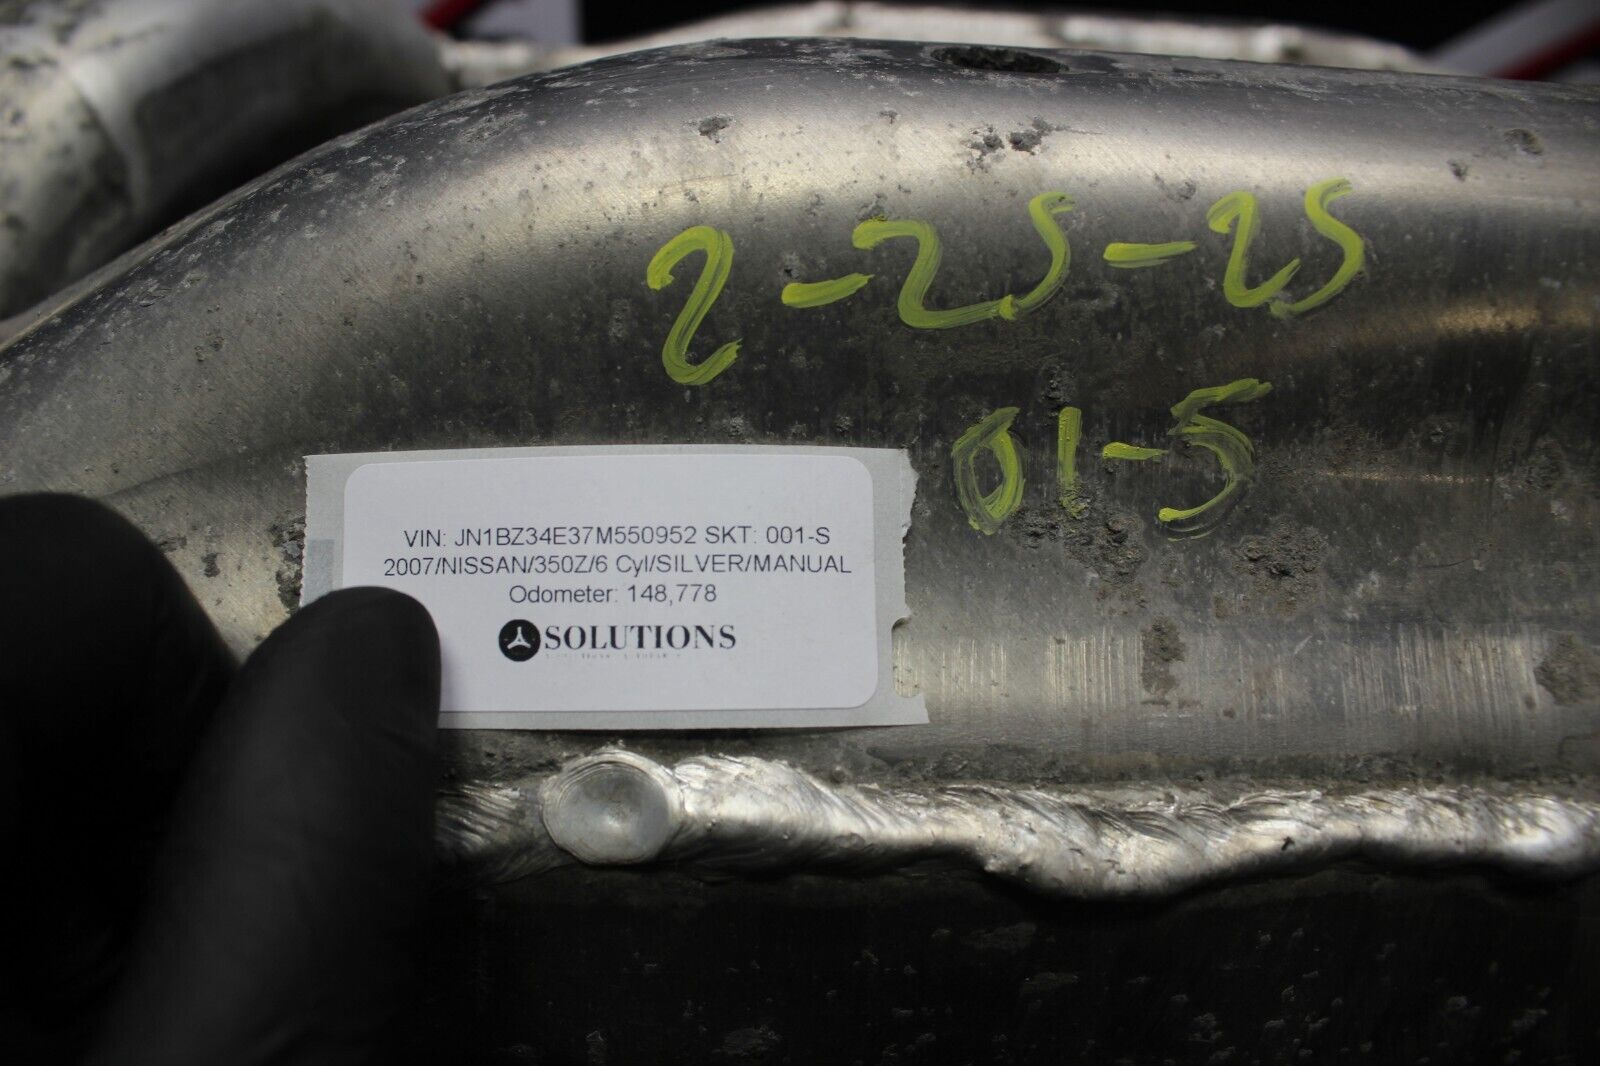 2-25-25
01-5
VIN: JN1BZ34E37M550952 SKT: 001-S
2007/NISSAN/350Z/6 Cyl/SILVER/MANUAL
Odometer: 148,778
SOLUTIONS